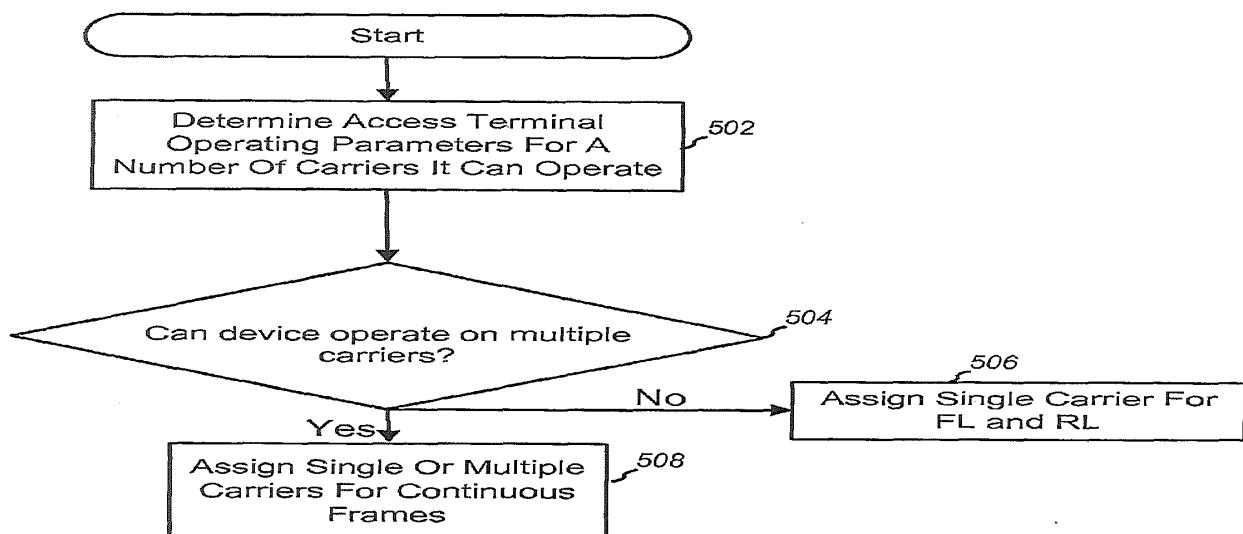 Start
Determine Access Terminal
Operating Parameters For A
Number Of Carriers It Can Operate
502
Can device operate on multiple
carriers?
504
No
506
Assign Single Carrier For
FL and RL
Yes
Assign Single Or Multiple
Carriers For Continuous
Frames
508